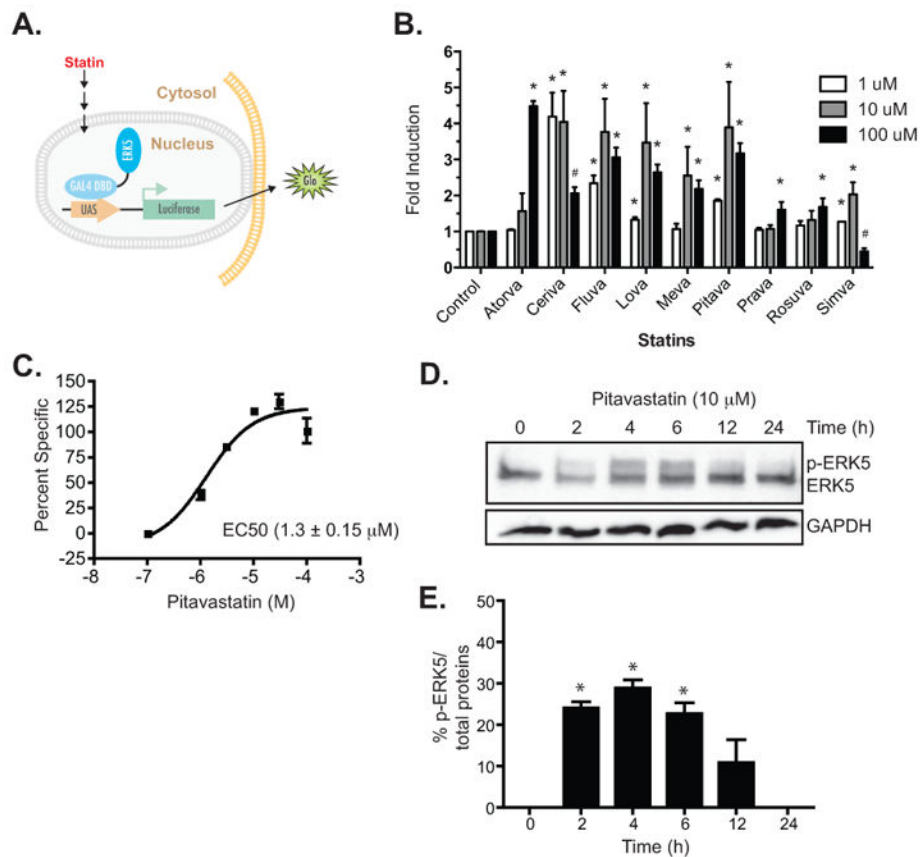 A.
Statin
Cytosol
Nucleus
ERK5
GAL4 DBD
UAS
Luciferase
Glo
B.
Fold Induction
6
5
4
3
2
1
0
* * * * * * * * * * * * * * * * * * *
# #
1 uM
10 uM
100 uM
Control
Atorva
Ceriva
Fluva
Lova
Meva
Pitava
Prava
Rosuva
Simva
Statins
C.
Percent Specific
150
125
100
75
50
25
0
-25
-8 -7 -6 -5 -4 -3
EC50 (1.3 ± 0.15 µM)
Pitavastatin (M)
D.
Pitavastatin (10 µM)
0 2 4 6 12 24 Time (h)
p-ERK5
ERK5
GAPDH
E.
% p-ERK5/
total proteins
50
40
30
20
10
0
* * *
0 2 4 6 12 24
Time (h)